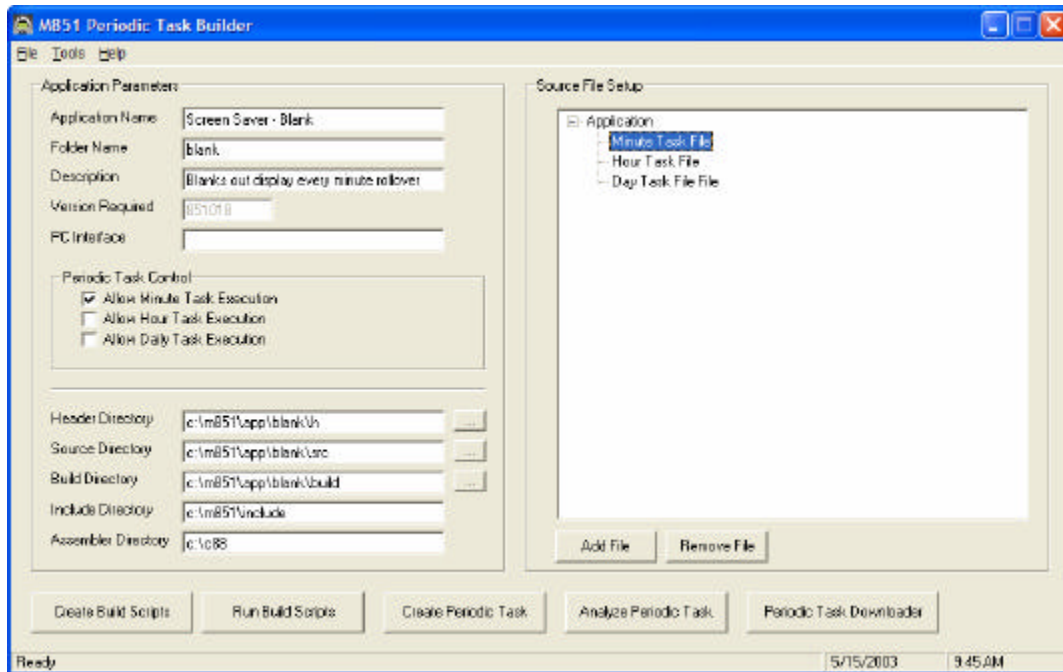 M851 Periodic Task Builder
File Tools Help
Application Parameters
Application Name Screen Saver - Blank
Folder Name blank
Description Blanks out display every minute rollover
Version Required 851018
PC Interface
Periodic Task Control
Allow Minute Task Execution
Allow Hour Task Execution
Allow Daily Task Execution
Header Directory c:\m851\app\blank\h ...
Source Directory c:\m851\app\blank\src ...
Build Directory c:\m851\app\blank\build ...
Include Directory c:\m851\include
Assembler Directory c:\c88
Source File Setup
Application
Minute Task File
Hour Task File
Day Task File File
Add File Remove File
Create Build Scripts Run Build Scripts Create Periodic Task Analyze Periodic Task Periodic Task Downloader
Ready 5/15/2003 9:45 AM